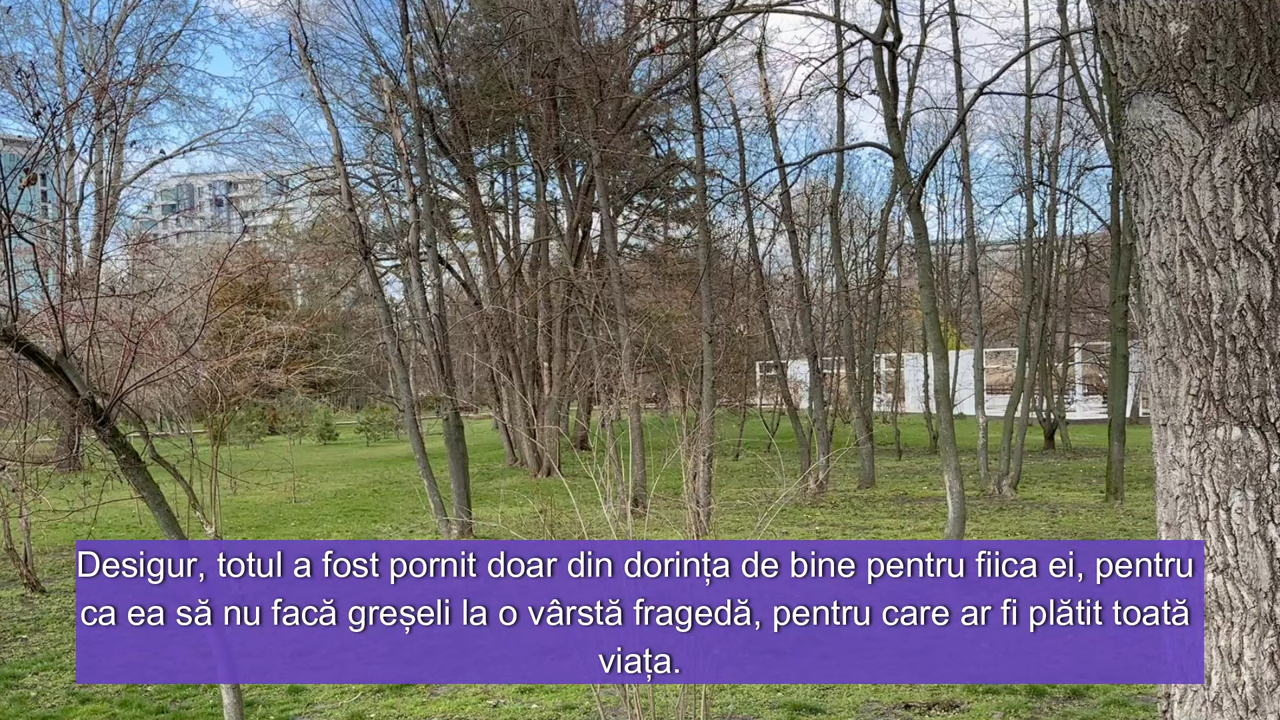 Desigur, totul a fost pornit doar din dorința de bine pentru fiica ei, pentru
ca ea să nu facă greșeli la o vârstă fragedă, pentru care ar fi plătit toată
viața.